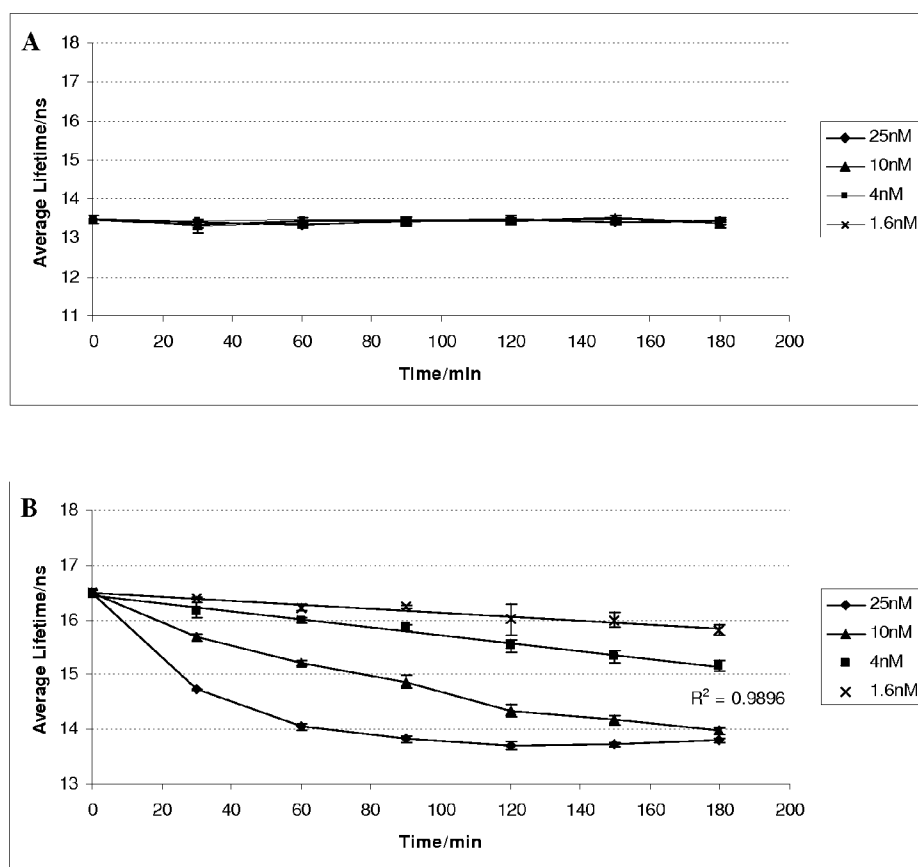 A
18
17
16
15
14
13
12
11
Average Lifetime/ns
0 20 40 60 80 100 120 140 160 180 200
Time/min
25nM
10nM
4nM
1.6nM
B
18
17
16
15
14
13
Average Lifetime/ns
R² = 0.9896
0 20 40 60 80 100 120 140 160 180 200
Time/min
25nM
10nM
4nM
1.6nM